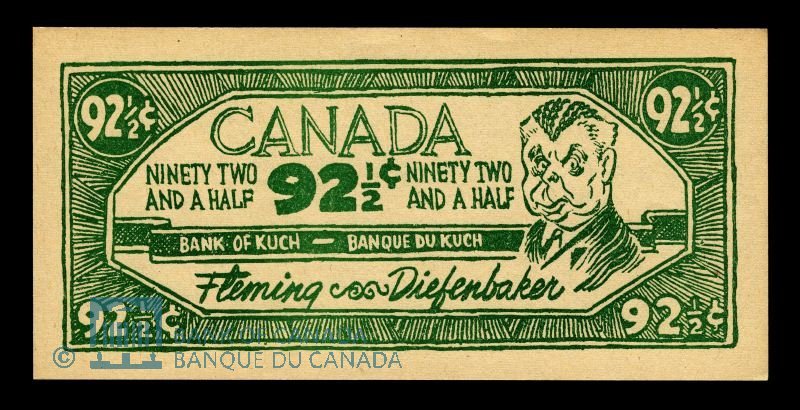 92½¢ 92½¢
CANADA
NINETY TWO 92½¢ NINETY TWO
AND A HALF AND A HALF
BANK OF KUCH — BANQUE DU KUCH
Fleming Diefenbaker
92½¢ 92½¢
© BANK OF CANADA
BANQUE DU CANADA